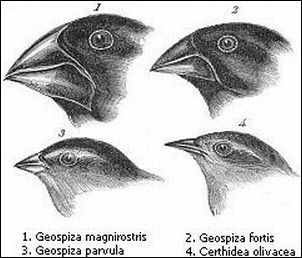 1
2
3
4
1. Geospiza magnirostris
2. Geospiza fortis
3. Geospiza parvula
4. Certhidea olivacea